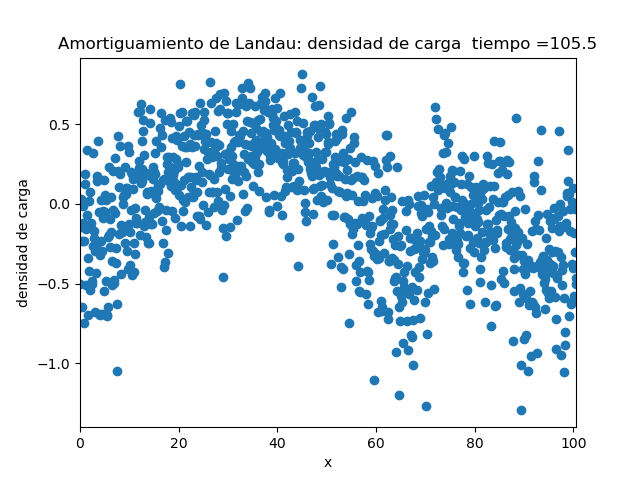 Amortiguamiento de Landau: densidad de carga  tiempo =105.5
densidad de carga
0.5
0.0
−0.5
−1.0
0 20 40 60 80 100
x